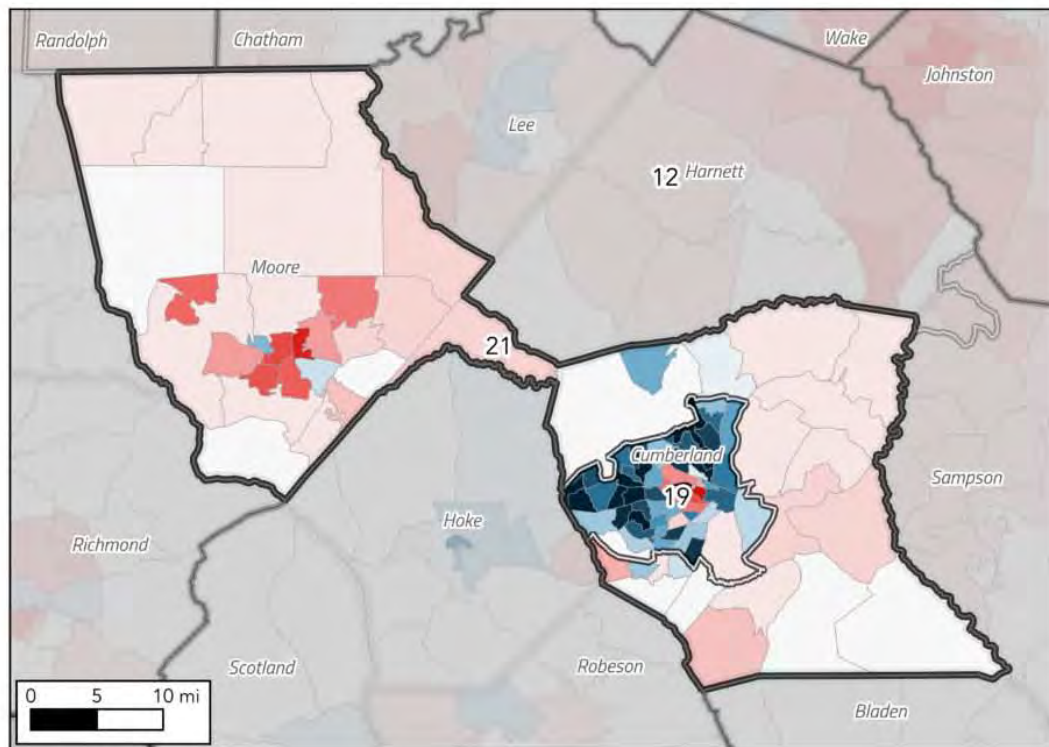 Randolph
Chatham
Wake
Johnston
Lee
12 Harnett
Moore
21
Cumberland
19
Sampson
Hoke
Richmond
Scotland
Robeson
Bladen
0 5 10 mi